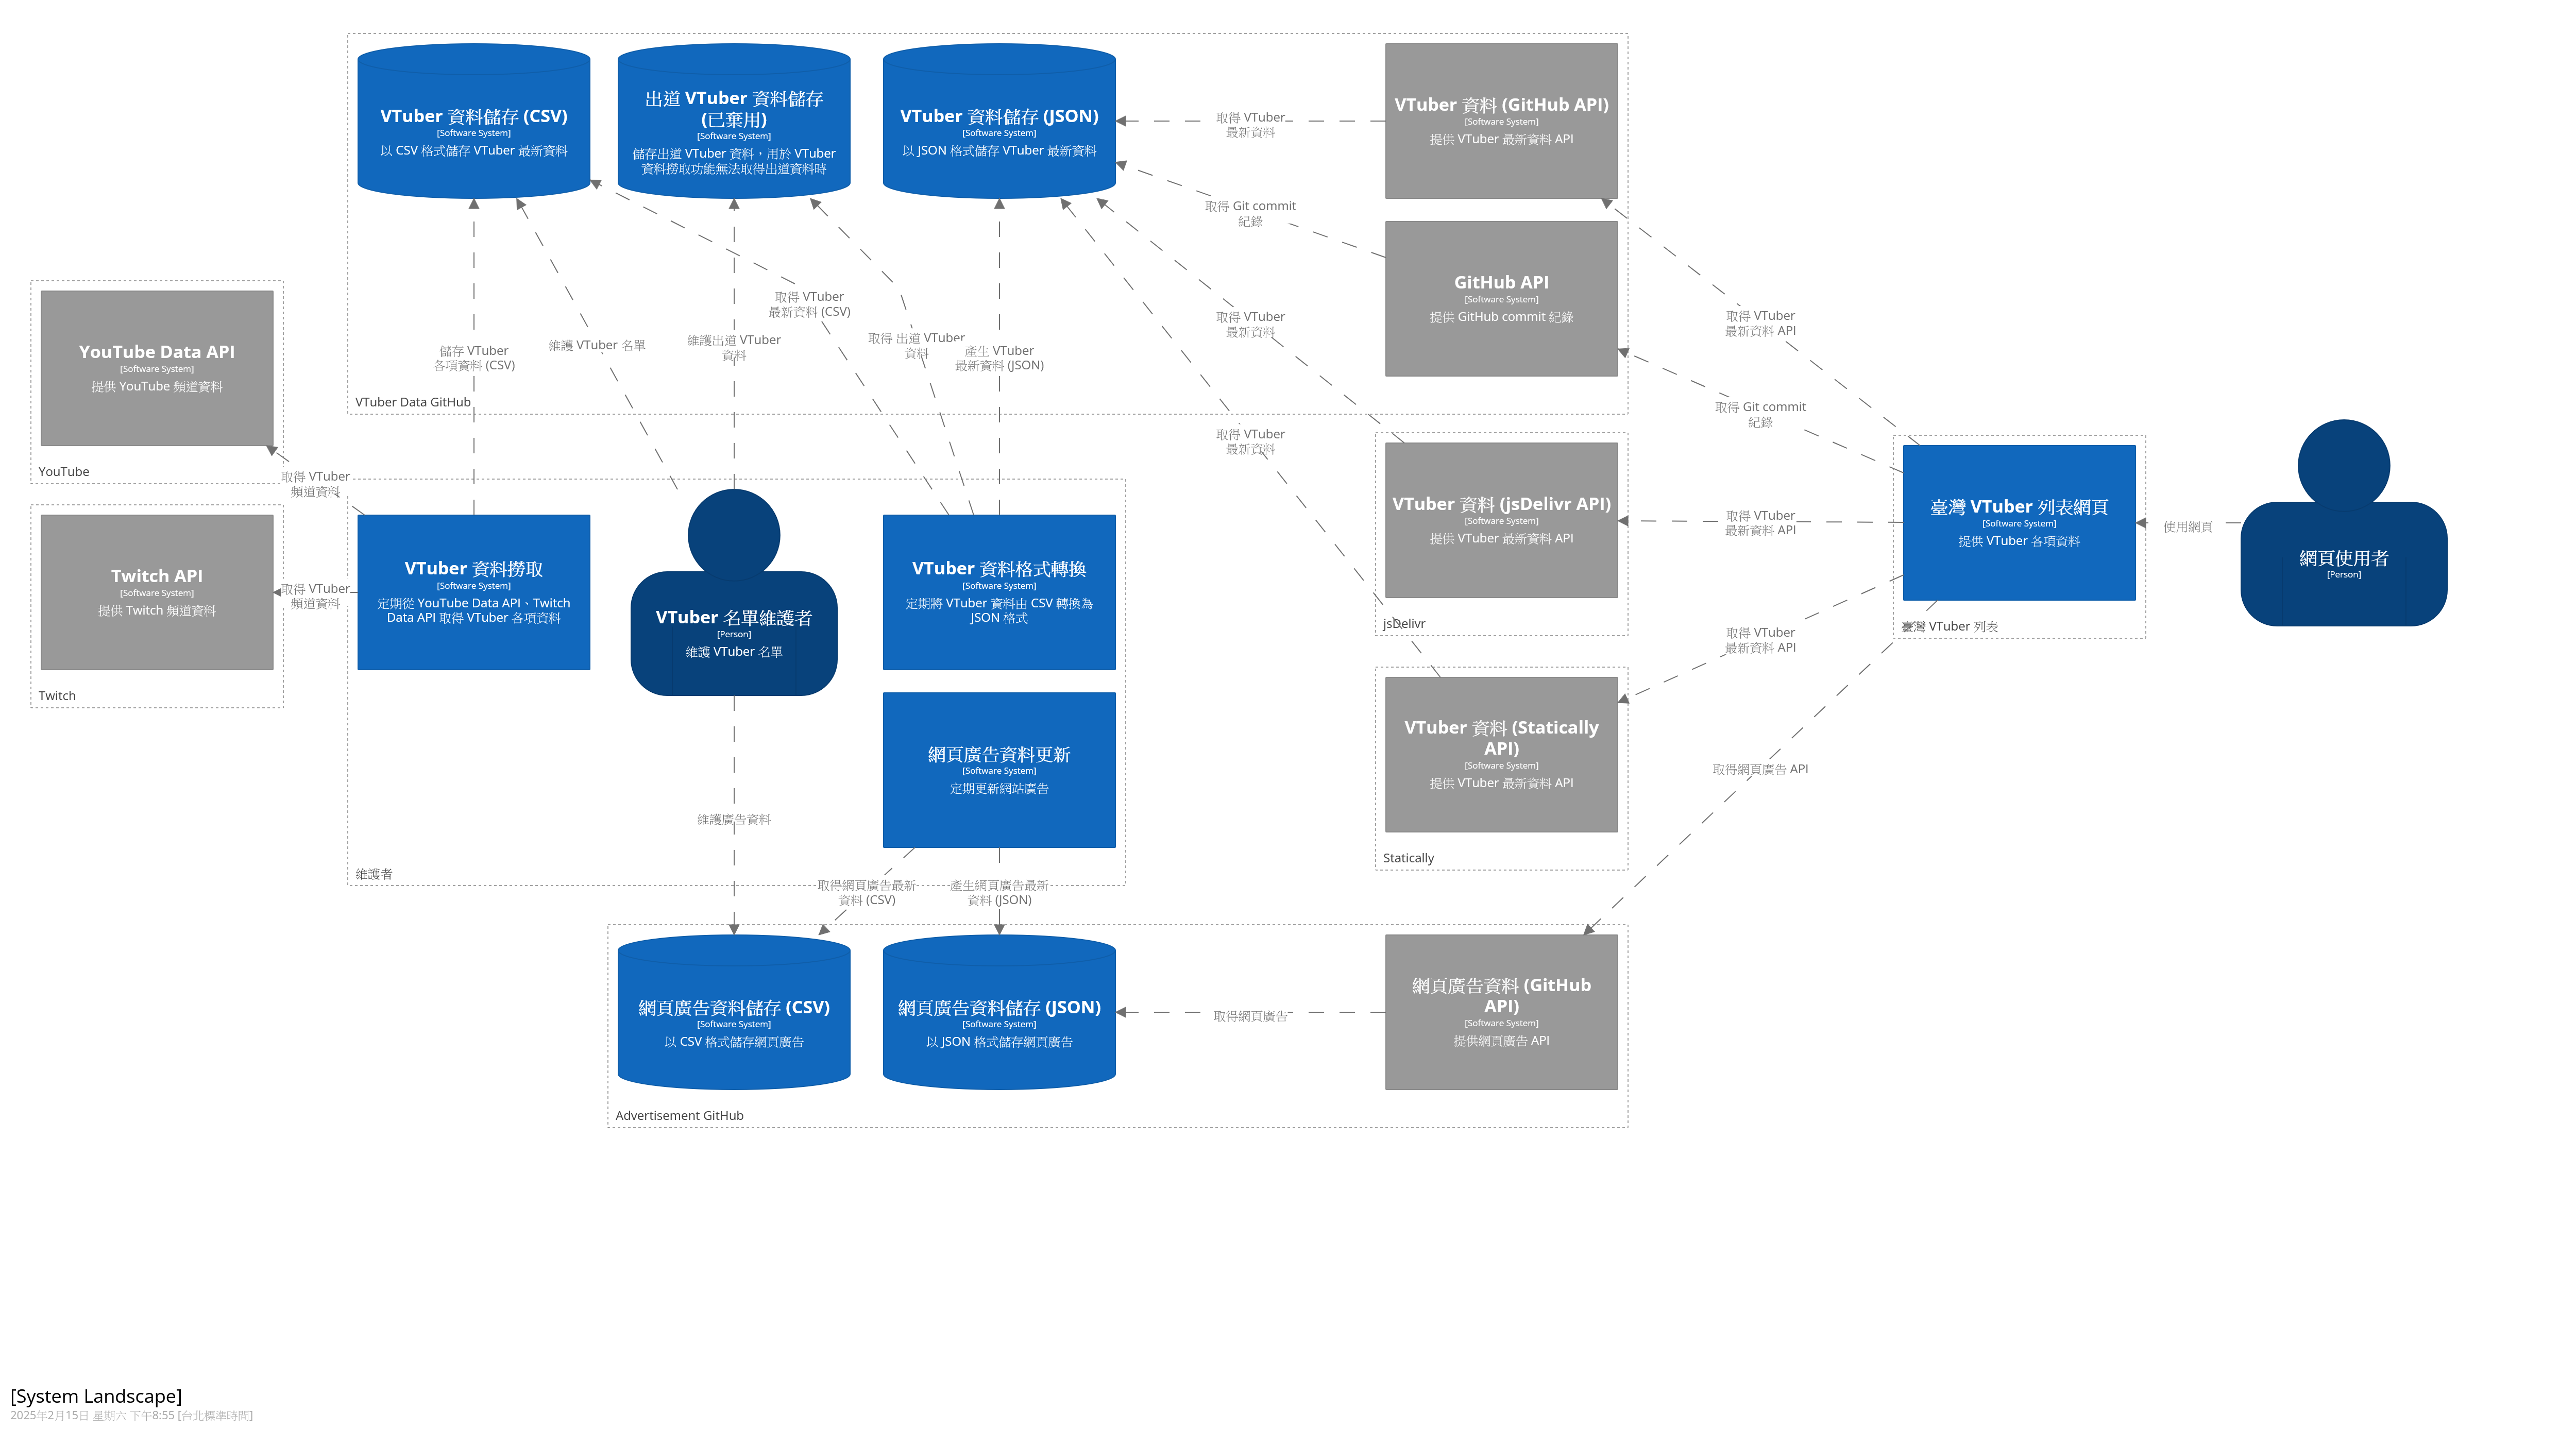 VTuber 資料儲存 (CSV)
[Software System]
以 CSV 格式儲存 VTuber 最新資料
出道 VTuber 資料儲存
(已棄用)
[Software System]
儲存出道 VTuber 資料，用於 VTuber
資料撈取功能無法取得出道資料時
VTuber 資料儲存 (JSON)
[Software System]
以 JSON 格式儲存 VTuber 最新資料
取得 VTuber
最新資料
VTuber 資料 (GitHub API)
[Software System]
提供 VTuber 最新資料 API
取得 Git commit
紀錄
GitHub API
[Software System]
提供 GitHub commit 紀錄
取得 VTuber
最新資料 (CSV)
取得 出道 VTuber
資料
維護 VTuber 名單
維護出道 VTuber
資料
儲存 VTuber
各項資料 (CSV)
產生 VTuber
最新資料 (JSON)
取得 VTuber
最新資料
取得 VTuber
最新資料 API
VTuber Data GitHub
YouTube Data API
[Software System]
提供 YouTube 頻道資料
YouTube
取得 VTuber
頻道資料
取得 VTuber
最新資料
取得 Git commit
紀錄
Twitch API
[Software System]
提供 Twitch 頻道資料
Twitch
取得 VTuber
頻道資料
VTuber 資料撈取
[Software System]
定期從 YouTube Data API、Twitch
Data API 取得 VTuber 各項資料
VTuber 名單維護者
[Person]
維護 VTuber 名單
VTuber 資料格式轉換
[Software System]
定期將 VTuber 資料由 CSV 轉換為
JSON 格式
VTuber 資料 (jsDelivr API)
[Software System]
提供 VTuber 最新資料 API
jsDelivr
取得 VTuber
最新資料 API
臺灣 VTuber 列表網頁
[Software System]
提供 VTuber 各項資料
臺灣 VTuber 列表
使用網頁
網頁使用者
[Person]
取得 VTuber
最新資料 API
網頁廣告資料更新
[Software System]
定期更新網站廣告
維護廣告資料
維護者
VTuber 資料 (Statically
API)
[Software System]
提供 VTuber 最新資料 API
Statically
取得網頁廣告 API
取得網頁廣告最新
資料 (CSV)
產生網頁廣告最新
資料 (JSON)
網頁廣告資料儲存 (CSV)
[Software System]
以 CSV 格式儲存網頁廣告
網頁廣告資料儲存 (JSON)
[Software System]
以 JSON 格式儲存網頁廣告
取得網頁廣告
網頁廣告資料 (GitHub
API)
[Software System]
提供網頁廣告 API
Advertisement GitHub
[System Landscape]
2025年2月15日 星期六 下午8:55 [台北標準時間]